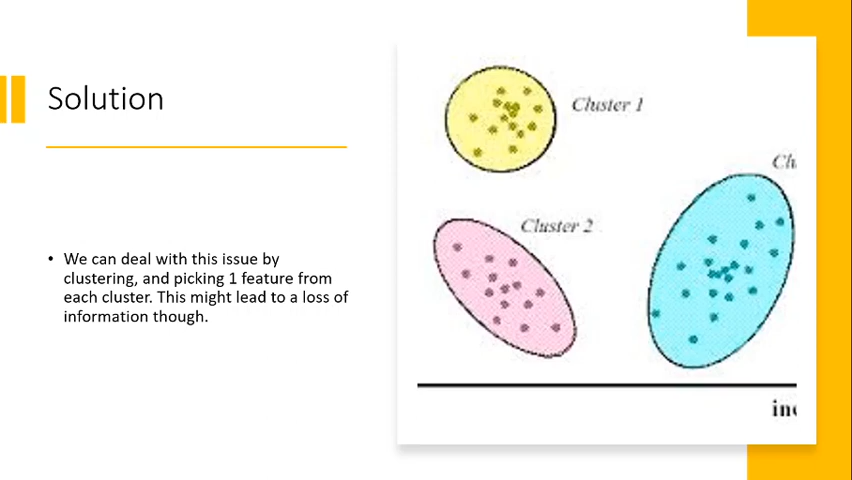 Solution
• We can deal with this issue by
clustering, and picking 1 feature from
each cluster. This might lead to a loss of
information though.
Cluster 1
Cluster 2